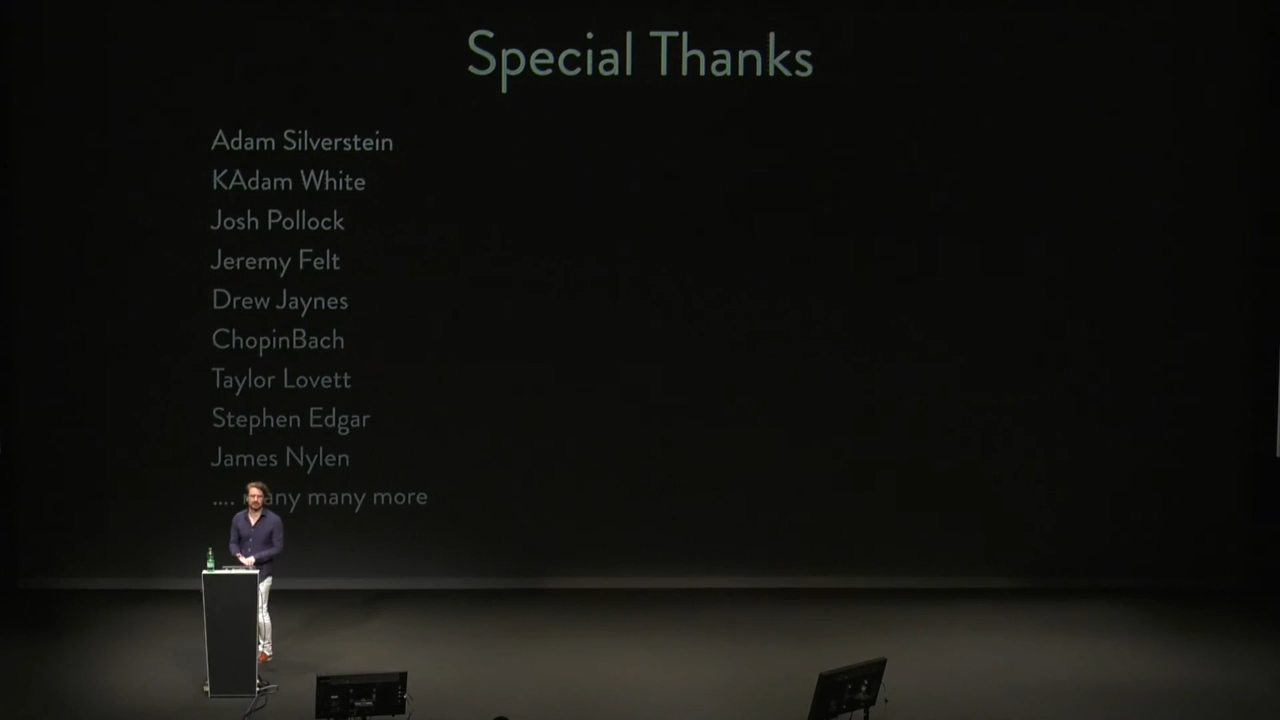 Special Thanks
Adam Silverstein
KAdam White
Josh Pollock
Jeremy Felt
Drew Jaynes
ChopinBach
Taylor Lovett
Stephen Edgar
James Nylen
.... many many more